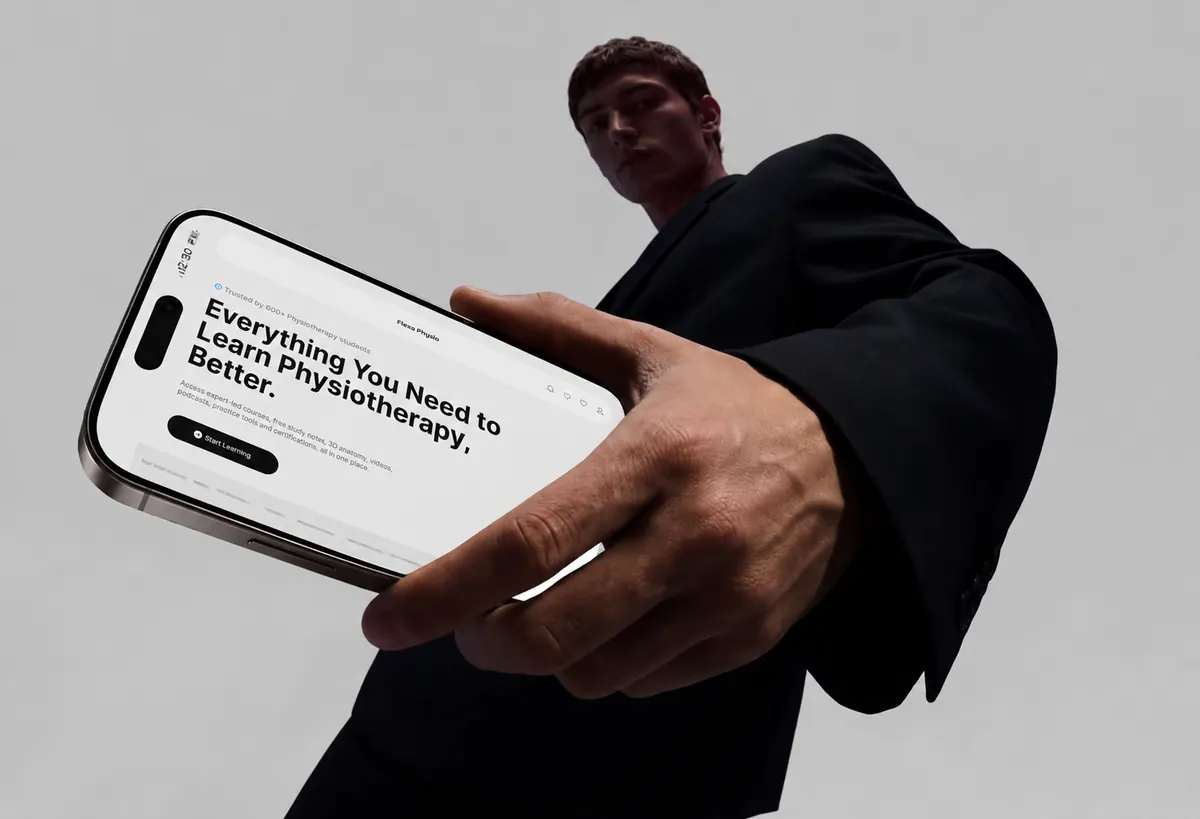 12:30
Flexa Physio
Trusted by 600+ Physiotherapy students
Everything You Need to
Learn Physiotherapy,
Better.
Access expert-led courses, free study notes, 3D anatomy, videos,
podcasts, practice tools and certifications, all in one place.
Start Learning